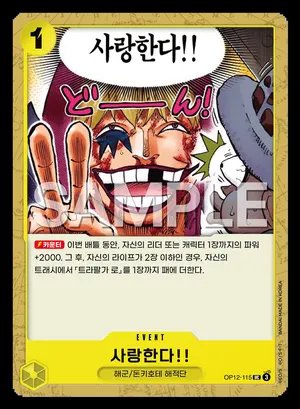 1
사랑한다!!
どーん!
SAMPLE
카운터 이번 배틀 동안, 자신의 리더 또는 캐릭터 1장까지의 파워
+2000. 그 후, 자신의 라이프가 2장 이하인 경우, 자신의
트래시에서 「트라팔가 로」를 1장까지 패에 더한다.
EVENT
사랑한다!!
해군/돈키호테 해적단
OP12-115 UC 3